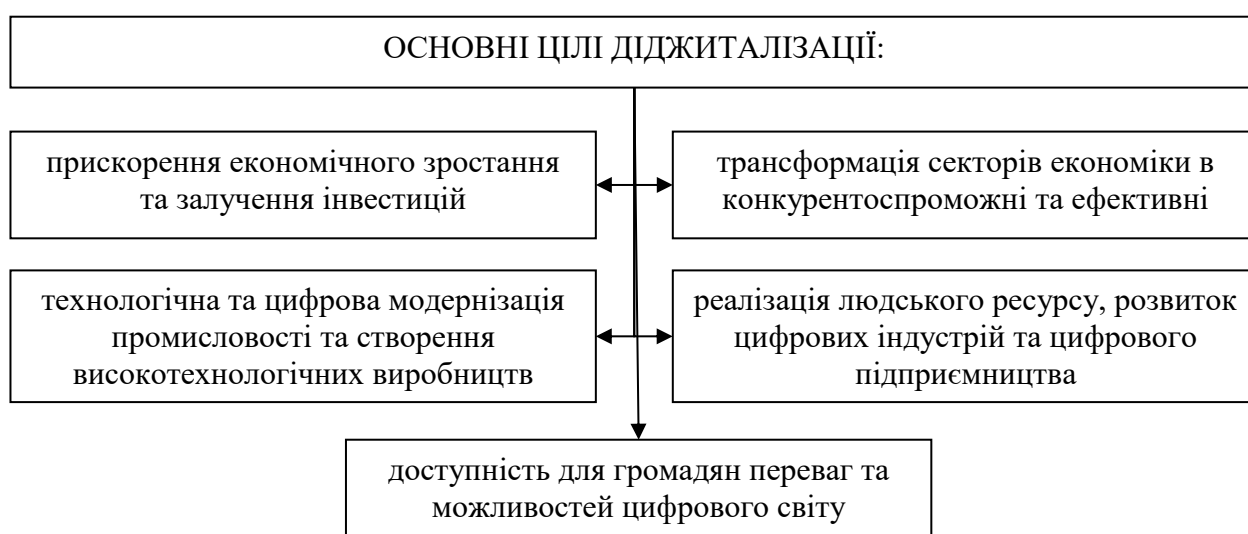 ОСНОВНІ ЦІЛІ ДІДЖИТАЛІЗАЦІЇ:
прискорення економічного зростання
та залучення інвестицій
трансформація секторів економіки в
конкурентоспроможні та ефективні
технологічна та цифрова модернізація
промисловості та створення
високотехнологічних виробництв
реалізація людського ресурсу, розвиток
цифрових індустрій та цифрового
підприємництва
доступність для громадян переваг та
можливостей цифрового світу